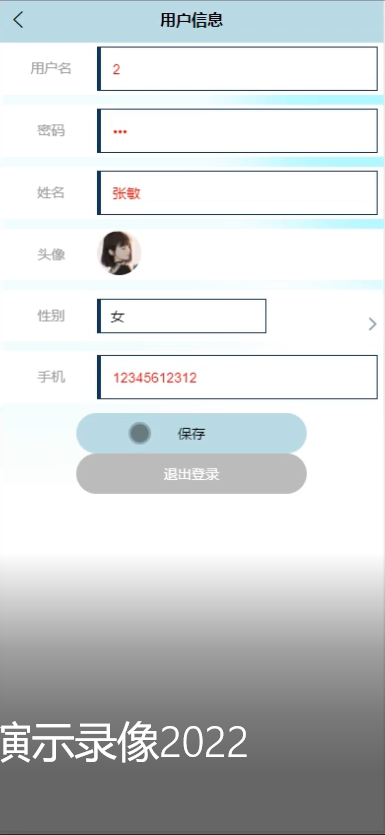 用户信息
用户名 2
密码 •••
姓名 张敏
头像
性别 女
手机 12345612312
保存
退出登录
演示录像2022